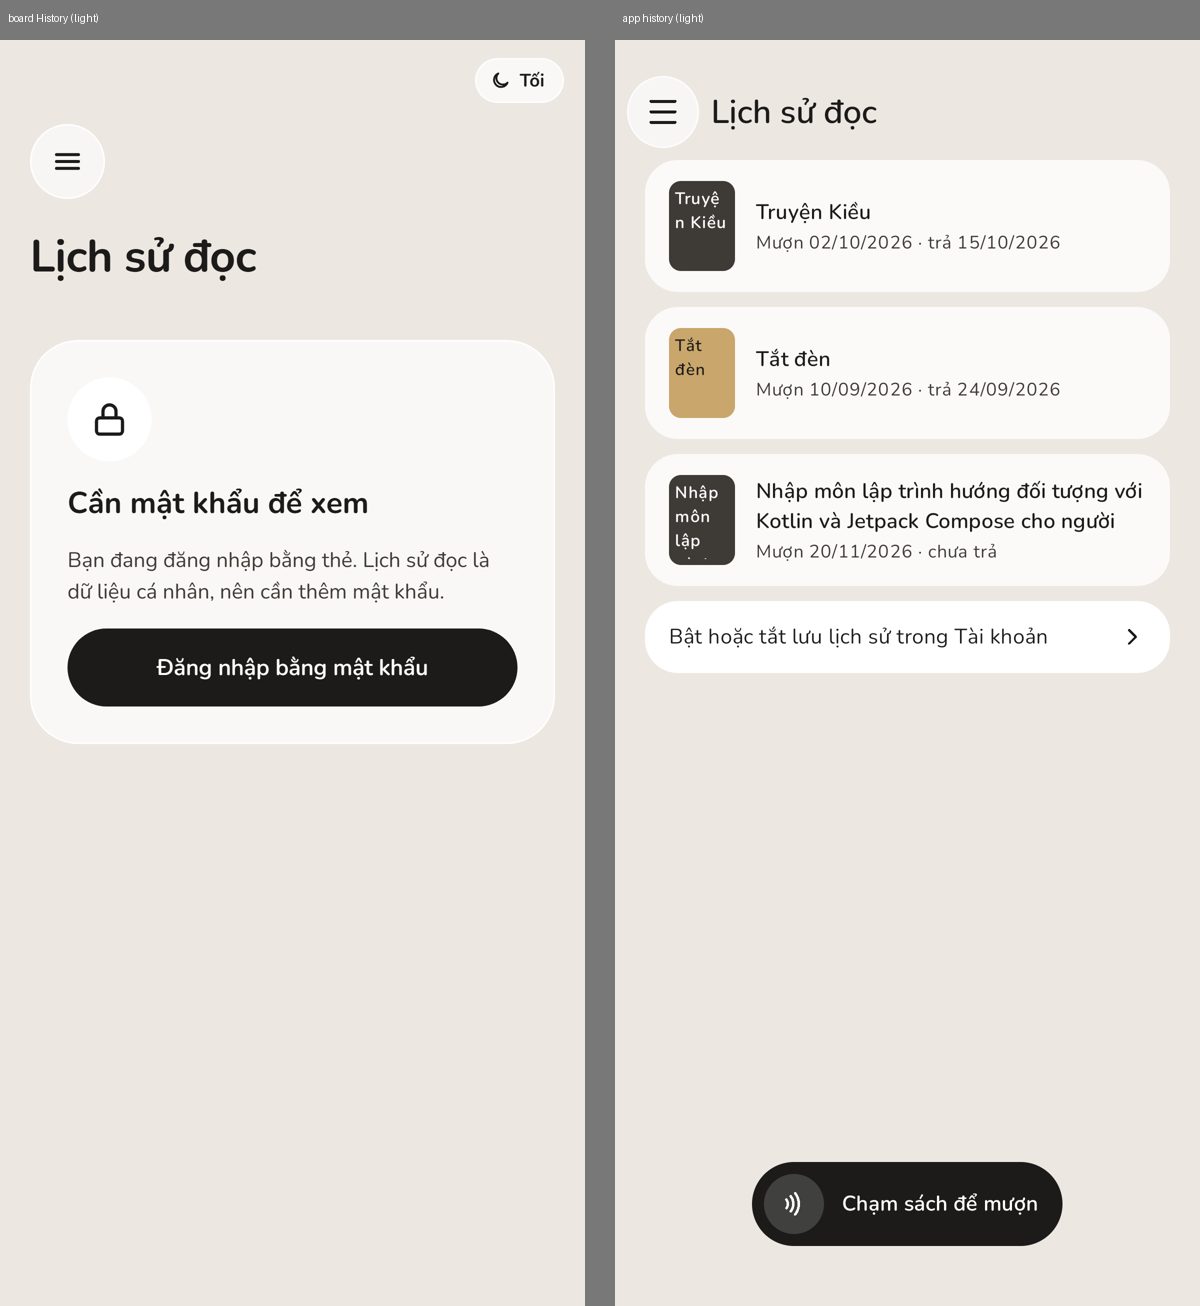 board History (light)
Tối
Lịch sử đọc
Cần mật khẩu để xem
Bạn đang đăng nhập bằng thẻ. Lịch sử đọc là
dữ liệu cá nhân, nên cần thêm mật khẩu.
Đăng nhập bằng mật khẩu
app history (light)
Lịch sử đọc
Truyệ
n Kiều
Truyện Kiều
Mượn 02/10/2026 · trả 15/10/2026
Tắt
đèn
Tắt đèn
Mượn 10/09/2026 · trả 24/09/2026
Nhập
môn
lập
Nhập môn lập trình hướng đối tượng với
Kotlin và Jetpack Compose cho người
Mượn 20/11/2026 · chưa trả
Bật hoặc tắt lưu lịch sử trong Tài khoản
Chạm sách để mượn